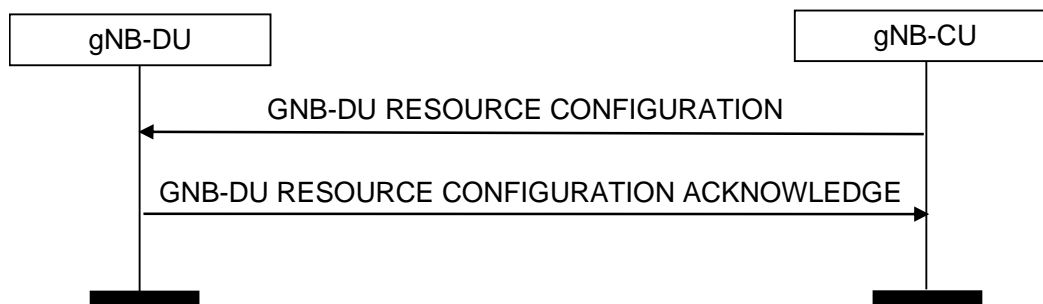 gNB-DU
gNB-CU
GNB-DU RESOURCE CONFIGURATION
GNB-DU RESOURCE CONFIGURATION ACKNOWLEDGE